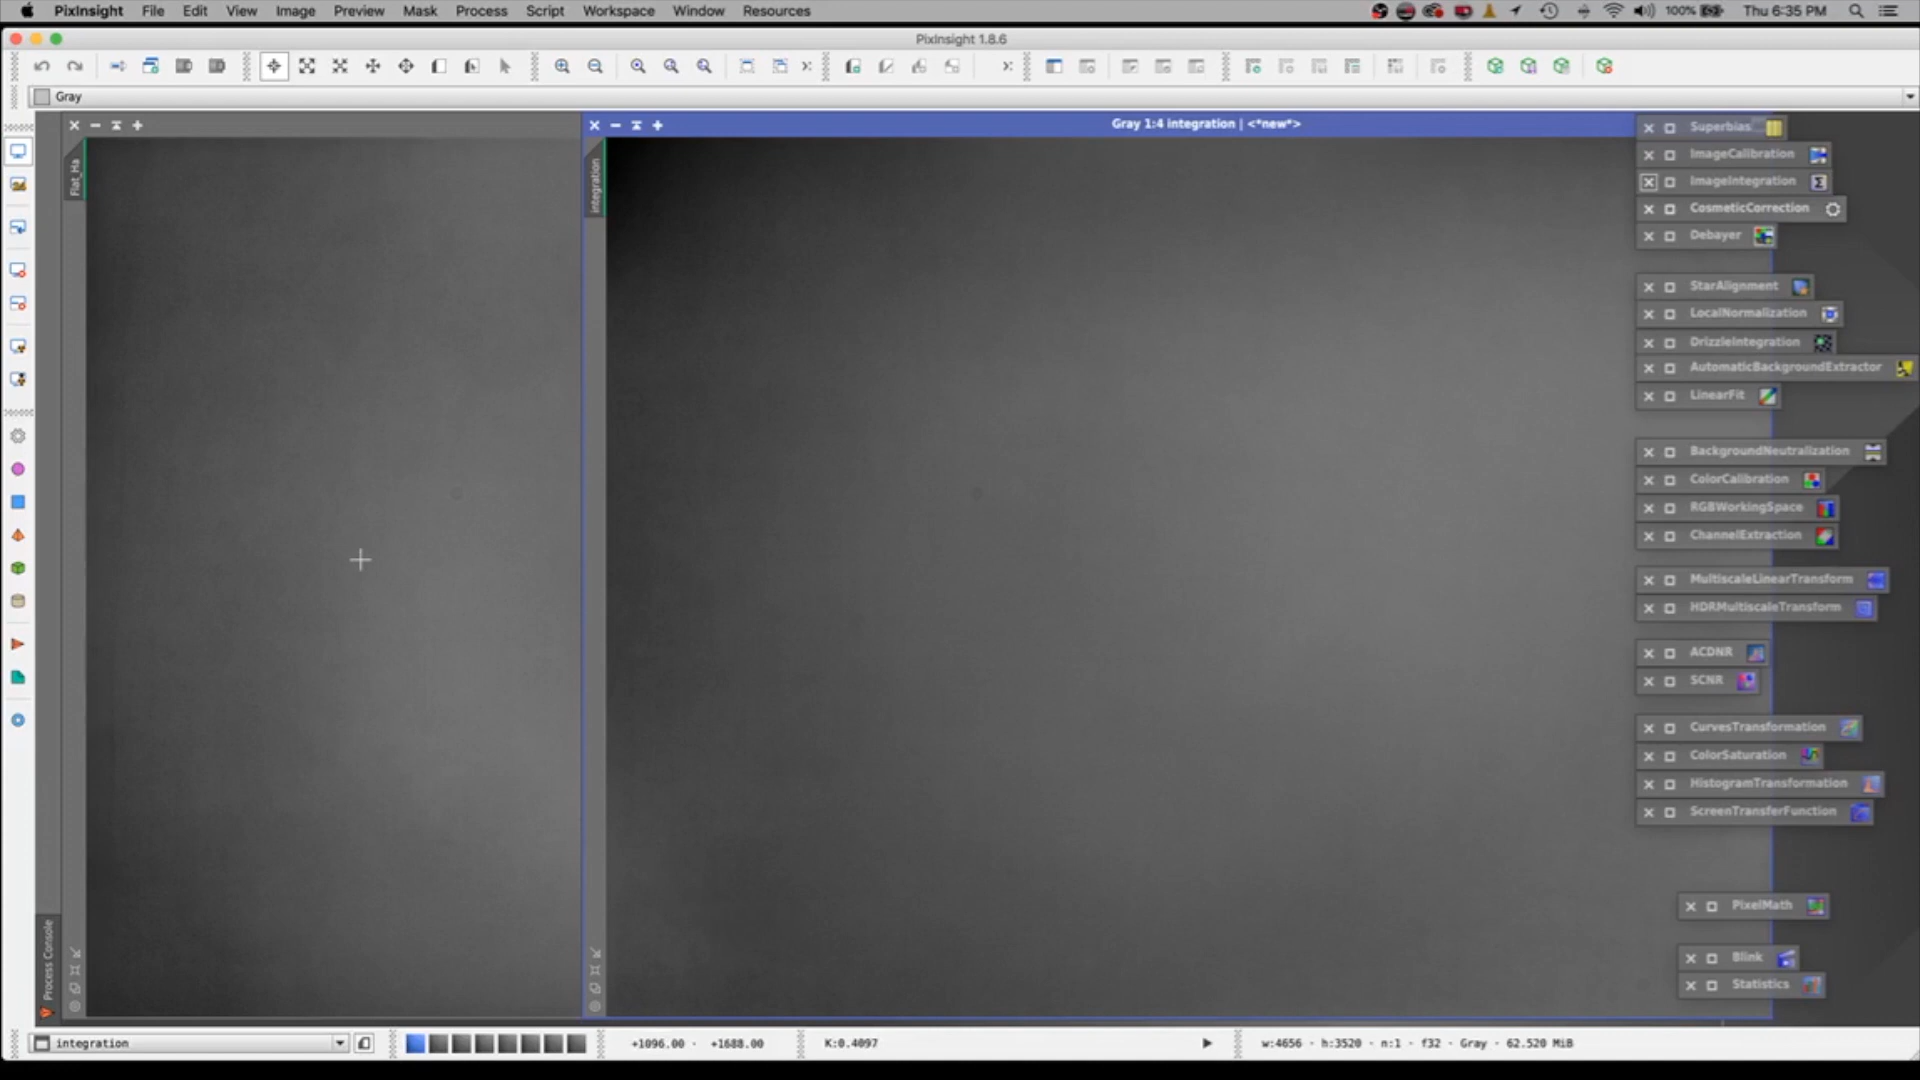 PixInsight File Edit View Image Preview Mask Process Script Workspace Window Resources 100% Thu 6:35 PM
PixInsight 1.8.6
Gray
Gray 1:4 integration | <*new*>
Flat_Ha
integration
Superbias
ImageCalibration
ImageIntegration
CosmeticCorrection
Debayer
StarAlignment
LocalNormalization
DrizzleIntegration
AutomaticBackgroundExtractor
LinearFit
BackgroundNeutralization
ColorCalibration
RGBWorkingSpace
ChannelExtraction
MultiscaleLinearTransform
HDRMultiscaleTransform
ACDNR
SCNR
CurvesTransformation
ColorSaturation
HistogramTransformation
ScreenTransferFunction
PixelMath
Blink
Statistics
Process Console
integration +1096.00 · +1688.00 K:0.4097 w:4656 · h:3520 · n:1 · f32 · Gray · 62.520 MiB